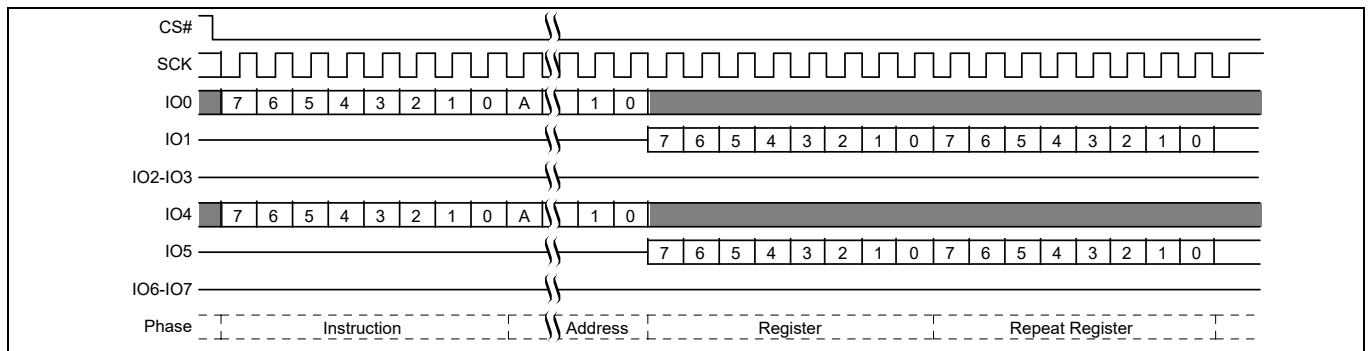 CS#
SCK
IO0 7 6 5 4 3 2 1 0 A 1 0
IO1 7 6 5 4 3 2 1 0 7 6 5 4 3 2 1 0
IO2-IO3
IO4 7 6 5 4 3 2 1 0 A 1 0
IO5 7 6 5 4 3 2 1 0 7 6 5 4 3 2 1 0
IO6-IO7
Phase Instruction Address Register Repeat Register